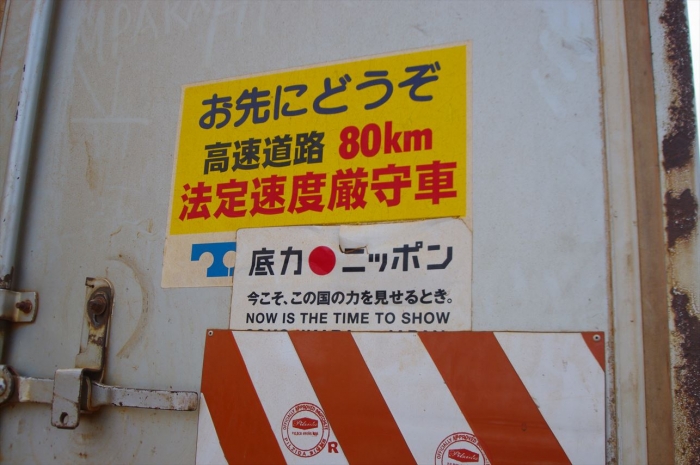 お先にどうぞ
高速道路 80km
法定速度厳守車
底力●ニッポン
今こそ、この国の力を見せるとき。
NOW IS THE TIME TO SHOW
R